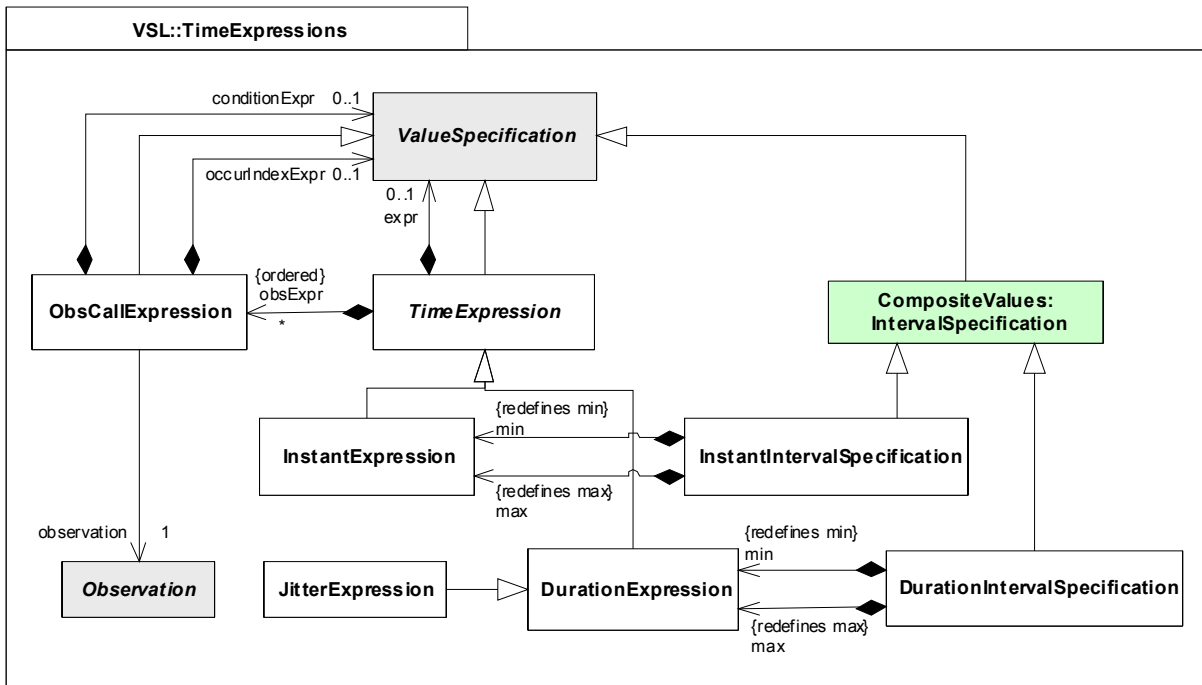 VSL::TimeExpressions
conditionExpr 0..1
ValueSpecification
occurIndexExpr 0..1
0..1
expr
{ordered}
obsExpr
*
ObsCallExpression
TimeExpression
CompositeValues:
IntervalSpecification
{redefines min}
min
InstantExpression
InstantIntervalSpecification
{redefines max}
max
observation 1
{redefines min}
min
Observation
JitterExpression
DurationExpression
DurationIntervalSpecification
{redefines max}
max